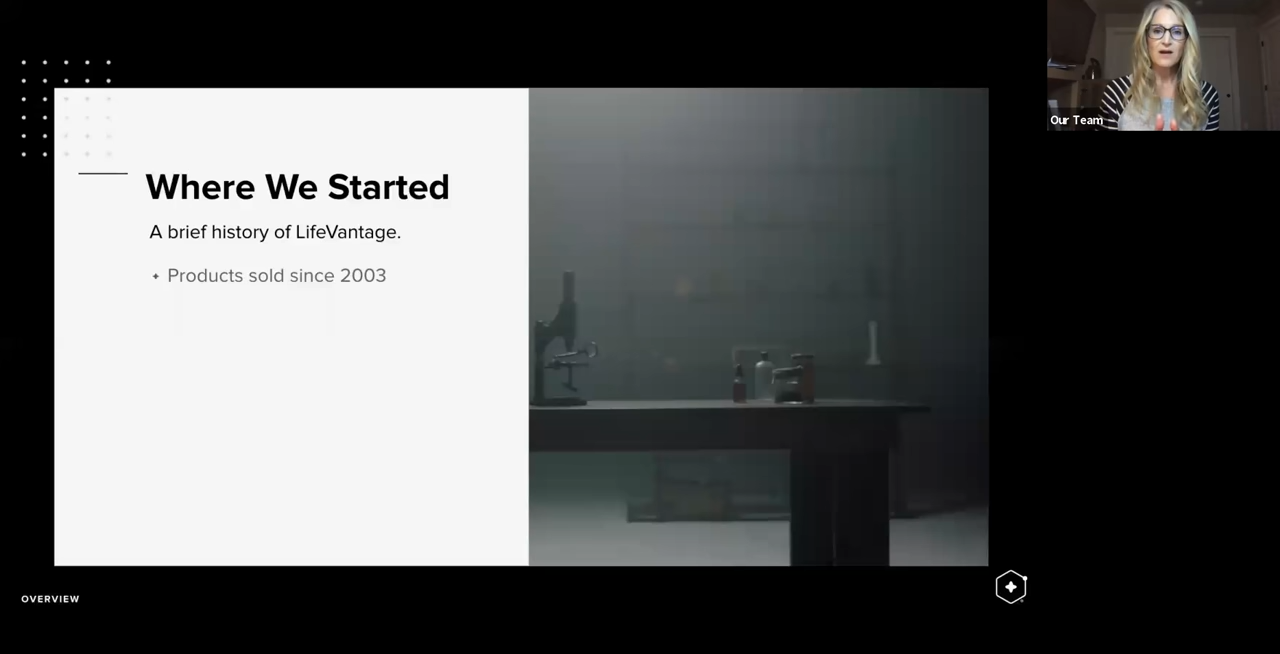 Our Team
Where We Started
A brief history of LifeVantage.
Products sold since 2003
OVERVIEW